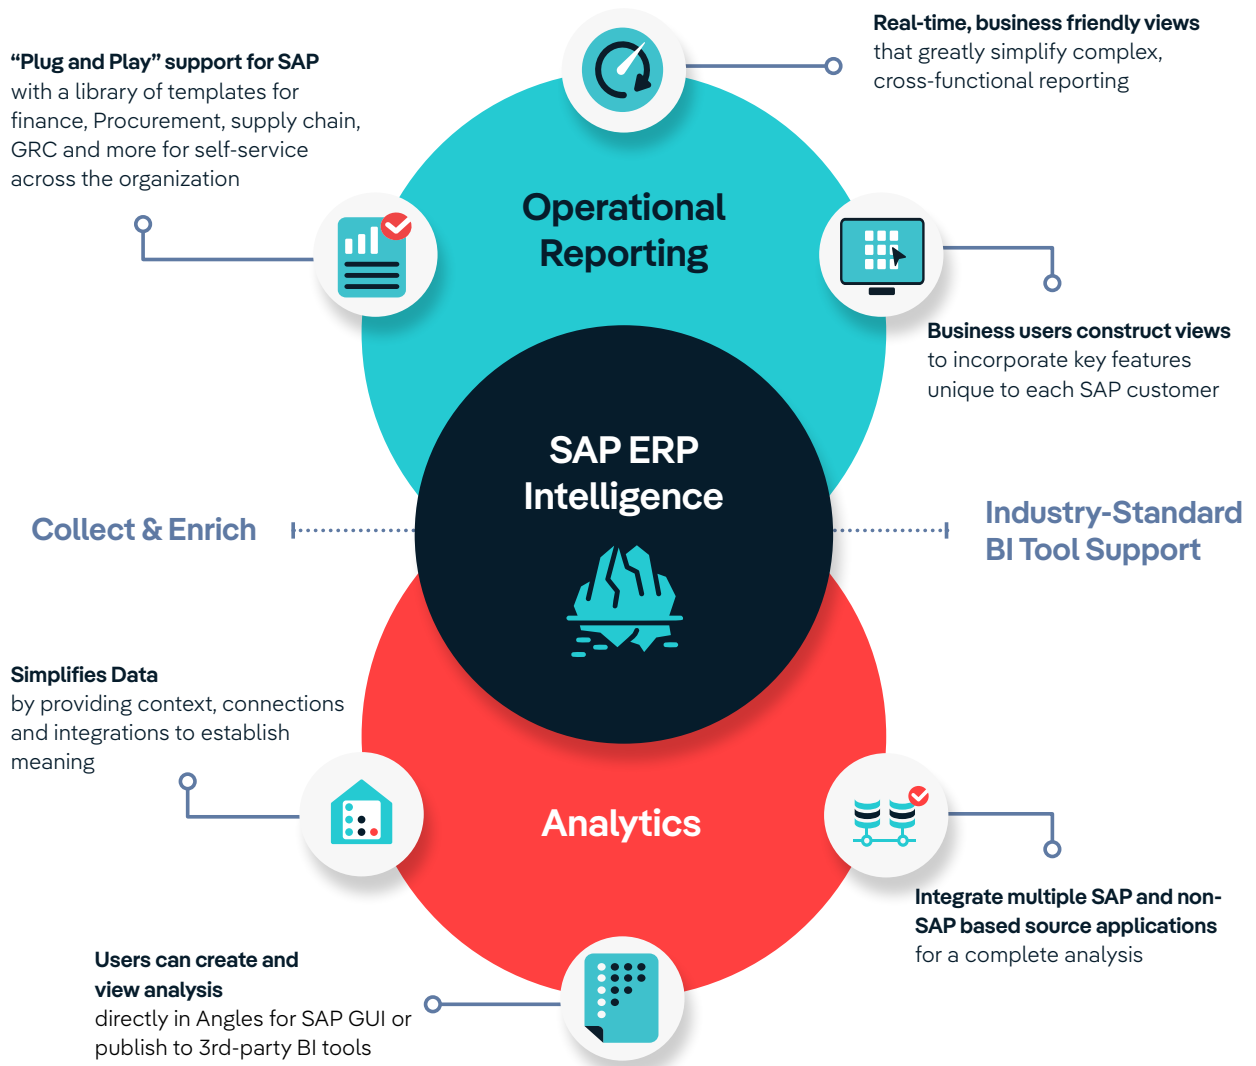 “Plug and Play” support for SAP
with a library of templates for
finance, Procurement, supply chain,
GRC and more for self-service
across the organization
Real-time, business friendly views
that greatly simplify complex,
cross-functional reporting
Operational
Reporting
Business users construct views
to incorporate key features
unique to each SAP customer
SAP ERP
Intelligence
Collect & Enrich
Industry-Standard
BI Tool Support
Simplifies Data
by providing context, connections
and integrations to establish
meaning
Analytics
Integrate multiple SAP and non-
SAP based source applications
for a complete analysis
Users can create and
view analysis
directly in Angles for SAP GUI or
publish to 3rd-party BI tools